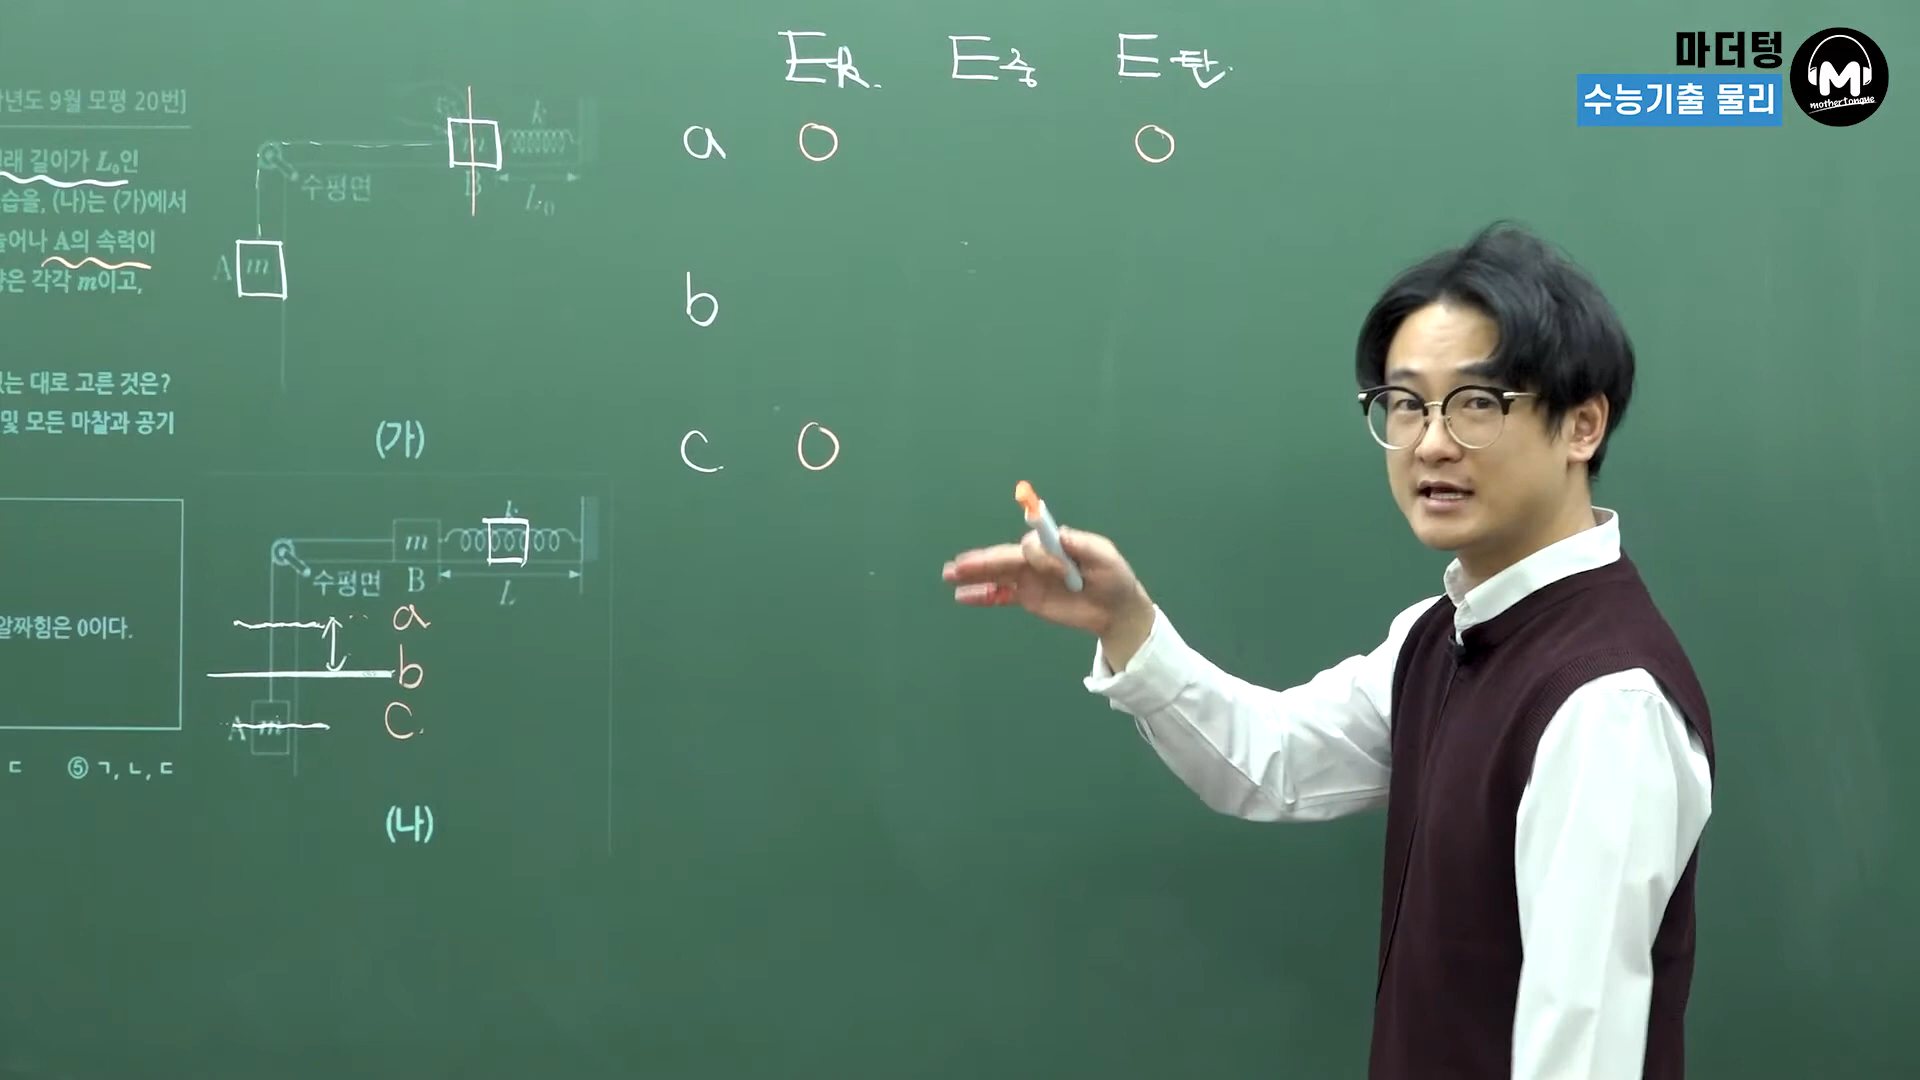 마더텅
수능기출 물리
M
mothertongue
년도 9월 모평 20번]
래 길이가 L₀인
습을, (나)는 (가)에서
늘어나 A의 속력이
량은 각각 m이고,
있는 대로 고른 것은?
및 모든 마찰과 공기
알짜힘은 0이다.
ㄷ ⑤ ㄱ, ㄴ, ㄷ
m
k
수평면
B
L₀
A m
(가)
k
m
수평면 B L
a
b
c
A m
(나)
Ek E중 E탄
a O O
b
c O